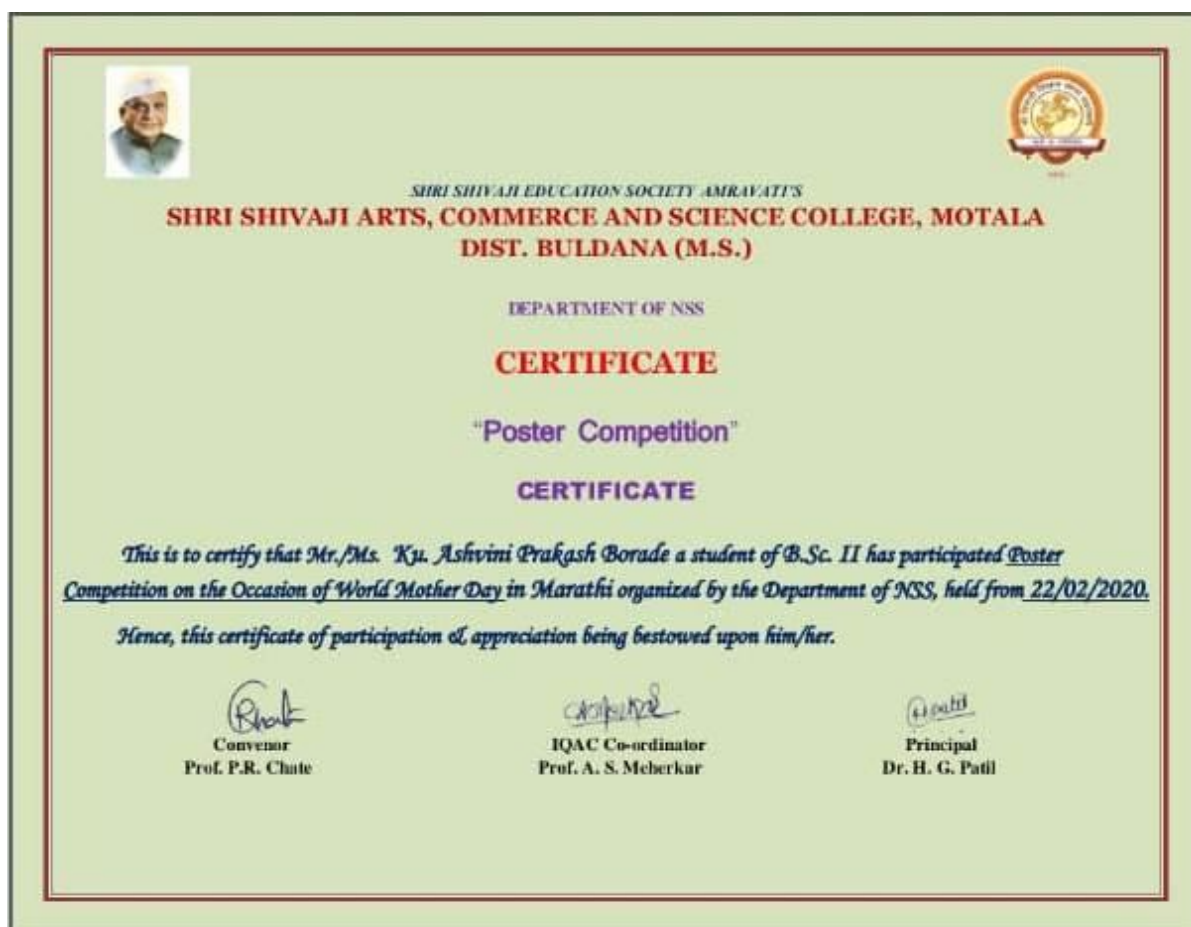 SHRI SHIVAJI EDUCATION SOCIETY AMRAVATI'S
SHRI SHIVAJI ARTS, COMMERCE AND SCIENCE COLLEGE, MOTALA
DIST. BULDANA (M.S.)
DEPARTMENT OF NSS
CERTIFICATE
"Poster Competition"
CERTIFICATE
This is to certify that Mr./Ms. Ku. Ashvini Prakash Borade a student of B.Sc. II has participated Poster
Competition on the Occasion of World Mother Day in Marathi organized by the Department of NSS, held from 22/02/2020.
Hence, this certificate of participation & appreciation being bestowed upon him/her.
Convenor IQAC Co-ordinator Principal
Prof. P.R. Chate Prof. A. S. Meherkar Dr. H. G. Patil